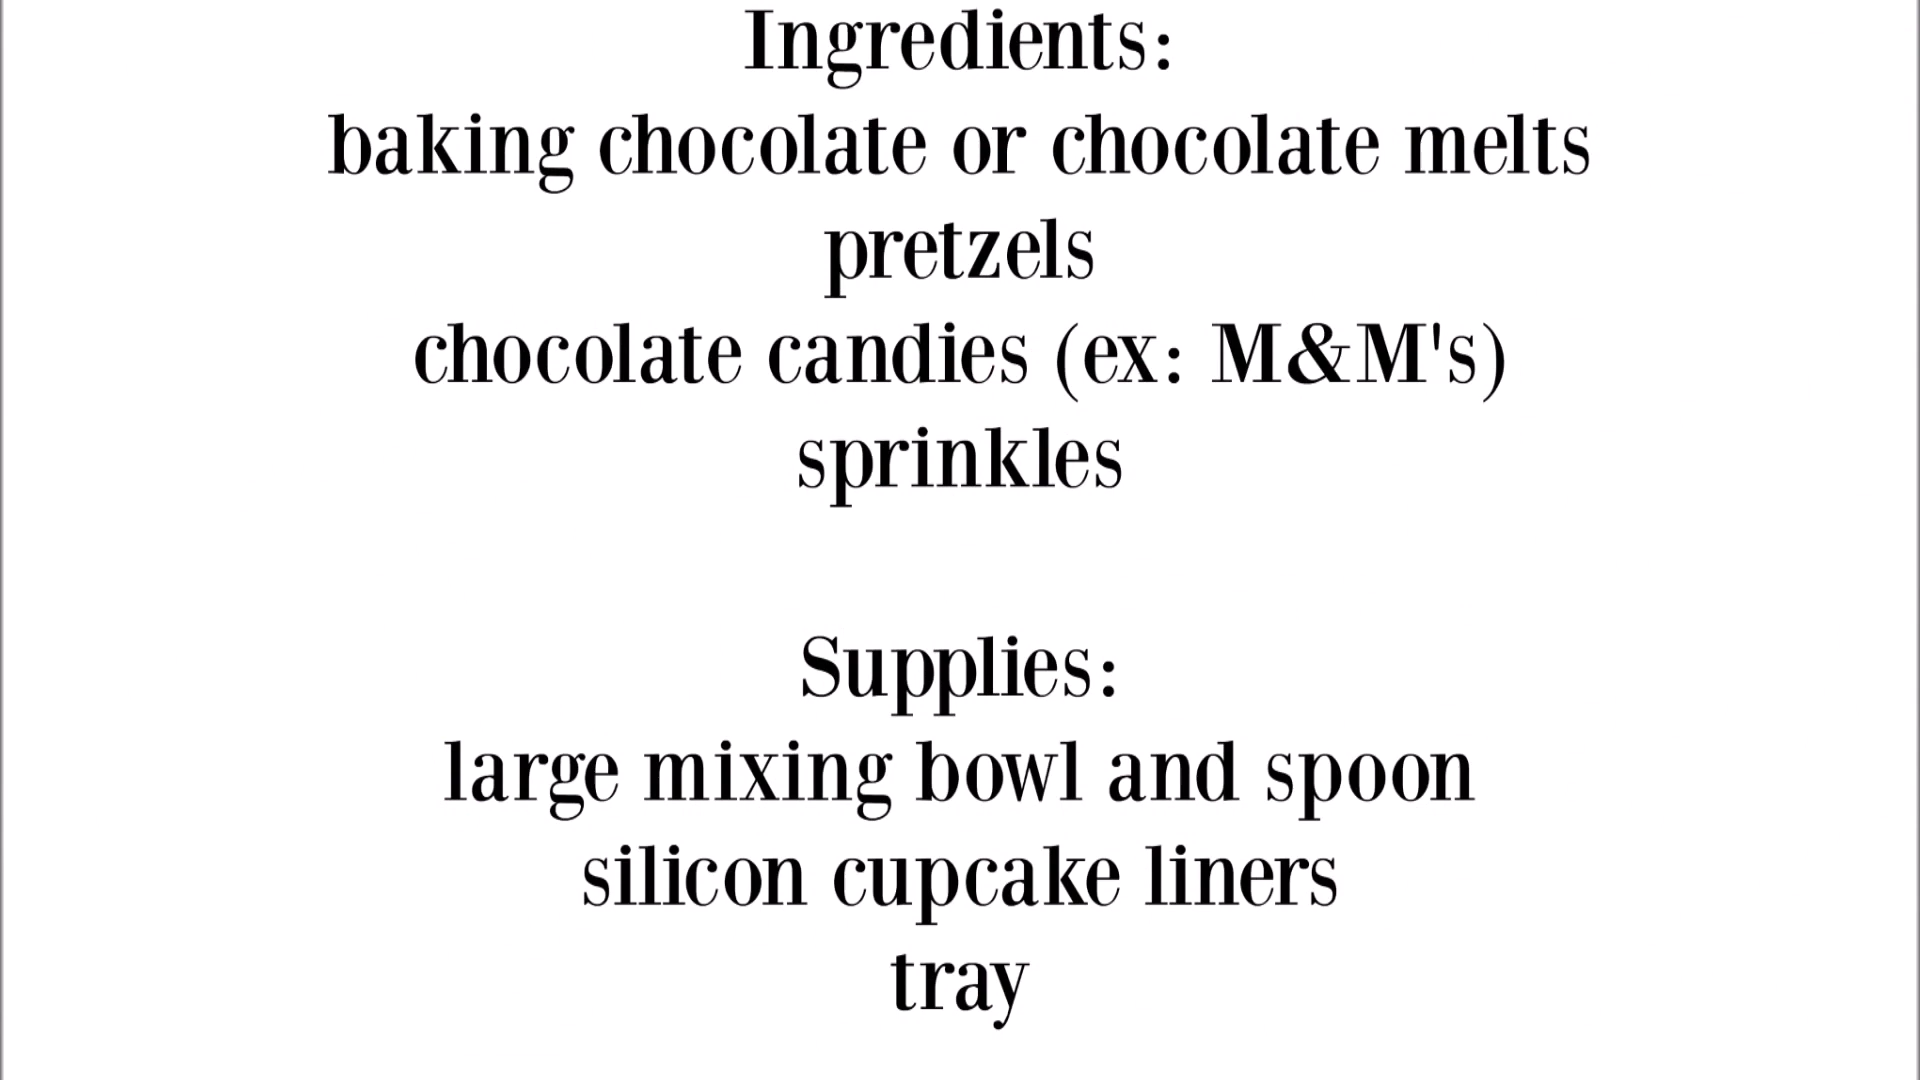 Ingredients:
baking chocolate or chocolate melts
pretzels
chocolate candies (ex: M&M's)
sprinkles
Supplies:
large mixing bowl and spoon
silicon cupcake liners
tray